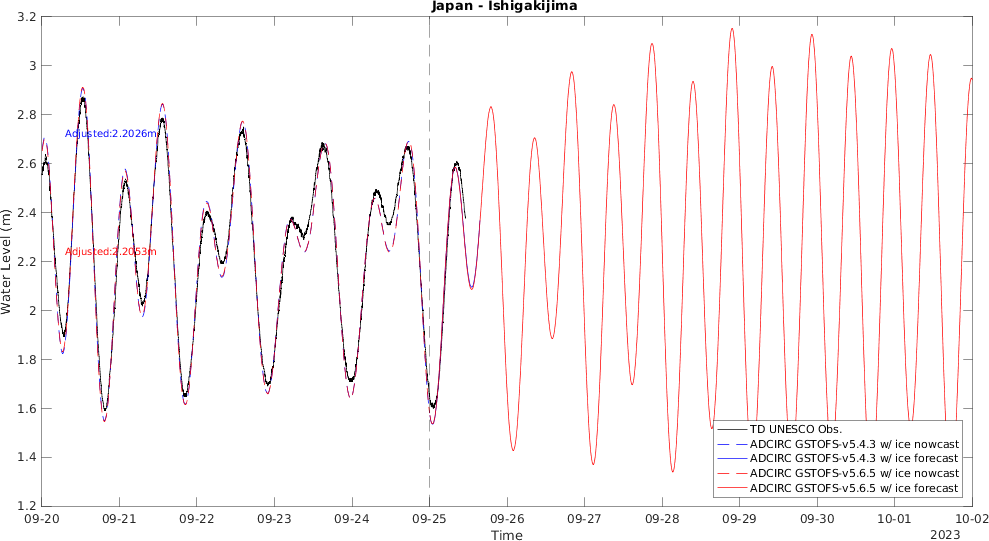 Japan - Ishigakijima
3.2
3
2.8
2.6
2.4
2.2
2
1.8
1.6
1.4
1.2
Water Level (m)
Adjusted:2.2026m
Adjusted:2.2053m
TD UNESCO Obs.
ADCIRC GSTOFS-v5.4.3 w/ ice nowcast
ADCIRC GSTOFS-v5.4.3 w/ ice forecast
ADCIRC GSTOFS-v5.6.5 w/ ice nowcast
ADCIRC GSTOFS-v5.6.5 w/ ice forecast
09-20 09-21 09-22 09-23 09-24 09-25 09-26 09-27 09-28 09-29 09-30 10-01 10-02
Time
2023